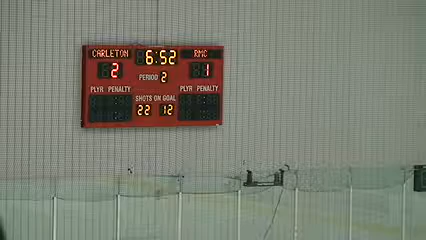 CARLETON 6:52 RMC
2 PERIOD 2 1
PLYR PENALTY PLYR PENALTY
SHOTS ON GOAL
22 12